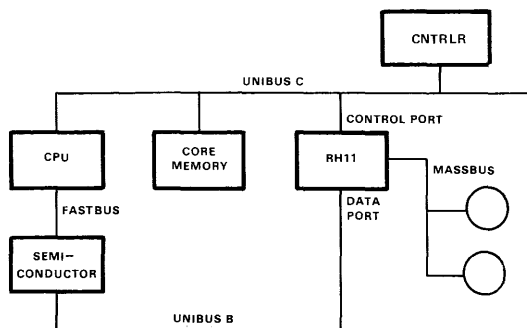 CNTRLR
UNIBUS C
CONTROL PORT
CPU
CORE
MEMORY
RH11
MASSBUS
FASTBUS
DATA
PORT
SEMI-
CONDUCTOR
UNIBUS B